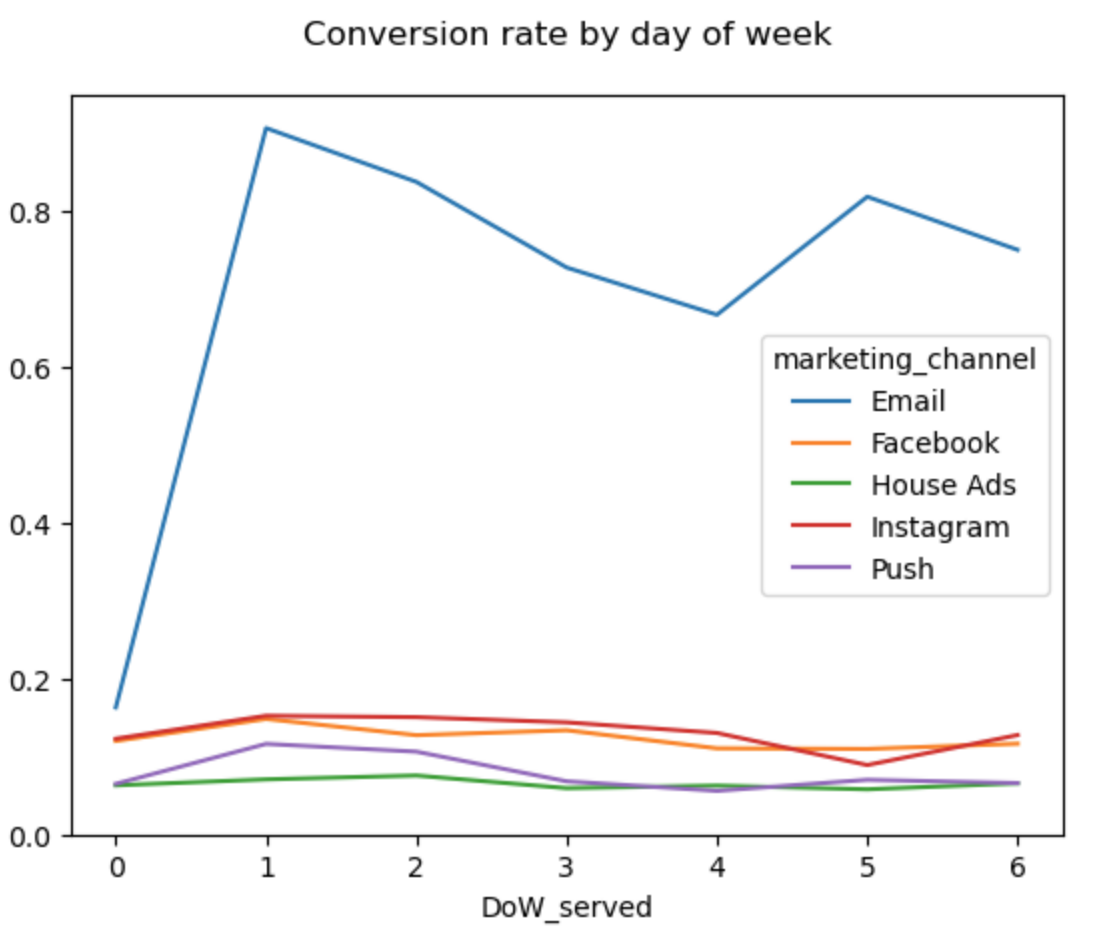 Conversion rate by day of week
0.8
0.6
0.4
0.2
0.0
marketing_channel
Email
Facebook
House Ads
Instagram
Push
0 1 2 3 4 5 6
DoW_served